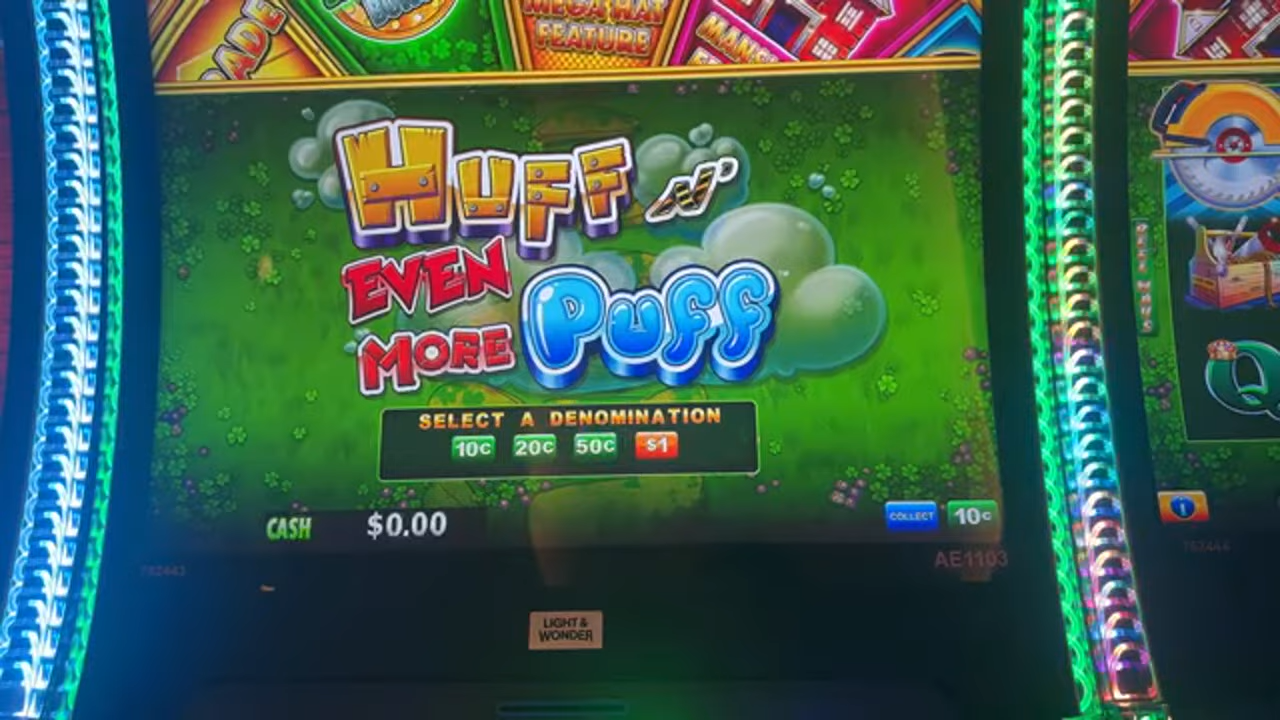 MEGA HAT
FEATURE
HUFF N'
EVEN
MORE PUFF
SELECT A DENOMINATION
10¢ 20¢ 50¢ $1
CASH $0.00
COLLECT 10¢
782443
AE1103
LIGHT &
WONDER
Q